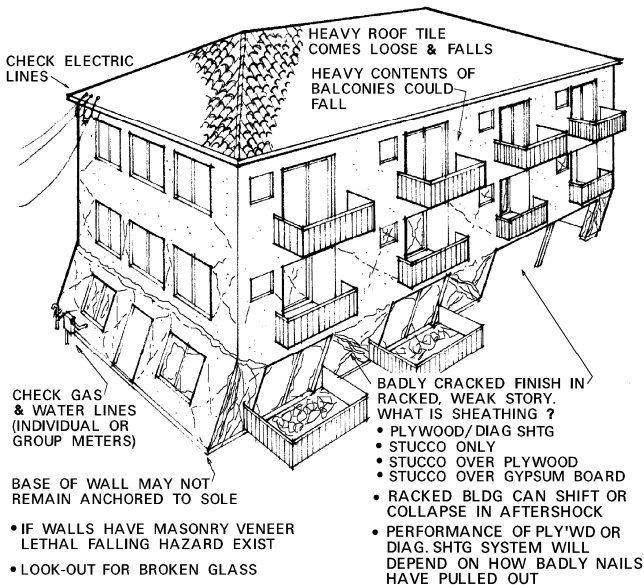 HEAVY ROOF TILE
COMES LOOSE & FALLS
CHECK ELECTRIC
LINES
HEAVY CONTENTS OF
BALCONIES COULD
FALL
CHECK GAS
& WATER LINES
(INDIVIDUAL OR
GROUP METERS)
BASE OF WALL MAY NOT
REMAIN ANCHORED TO SOLE
• IF WALLS HAVE MASONRY VENEER
LETHAL FALLING HAZARD EXIST
• LOOK-OUT FOR BROKEN GLASS
BADLY CRACKED FINISH IN
RACKED, WEAK STORY.
WHAT IS SHEATHING ?
• PLYWOOD/DIAG SHTG
• STUCCO ONLY
• STUCCO OVER PLYWOOD
• STUCCO OVER GYPSUM BOARD
• RACKED BLDG CAN SHIFT OR
COLLAPSE IN AFTERSHOCK
• PERFORMANCE OF PLY'WD OR
DIAG. SHTG SYSTEM WILL
DEPEND ON HOW BADLY NAILS
HAVE PULLED OUT